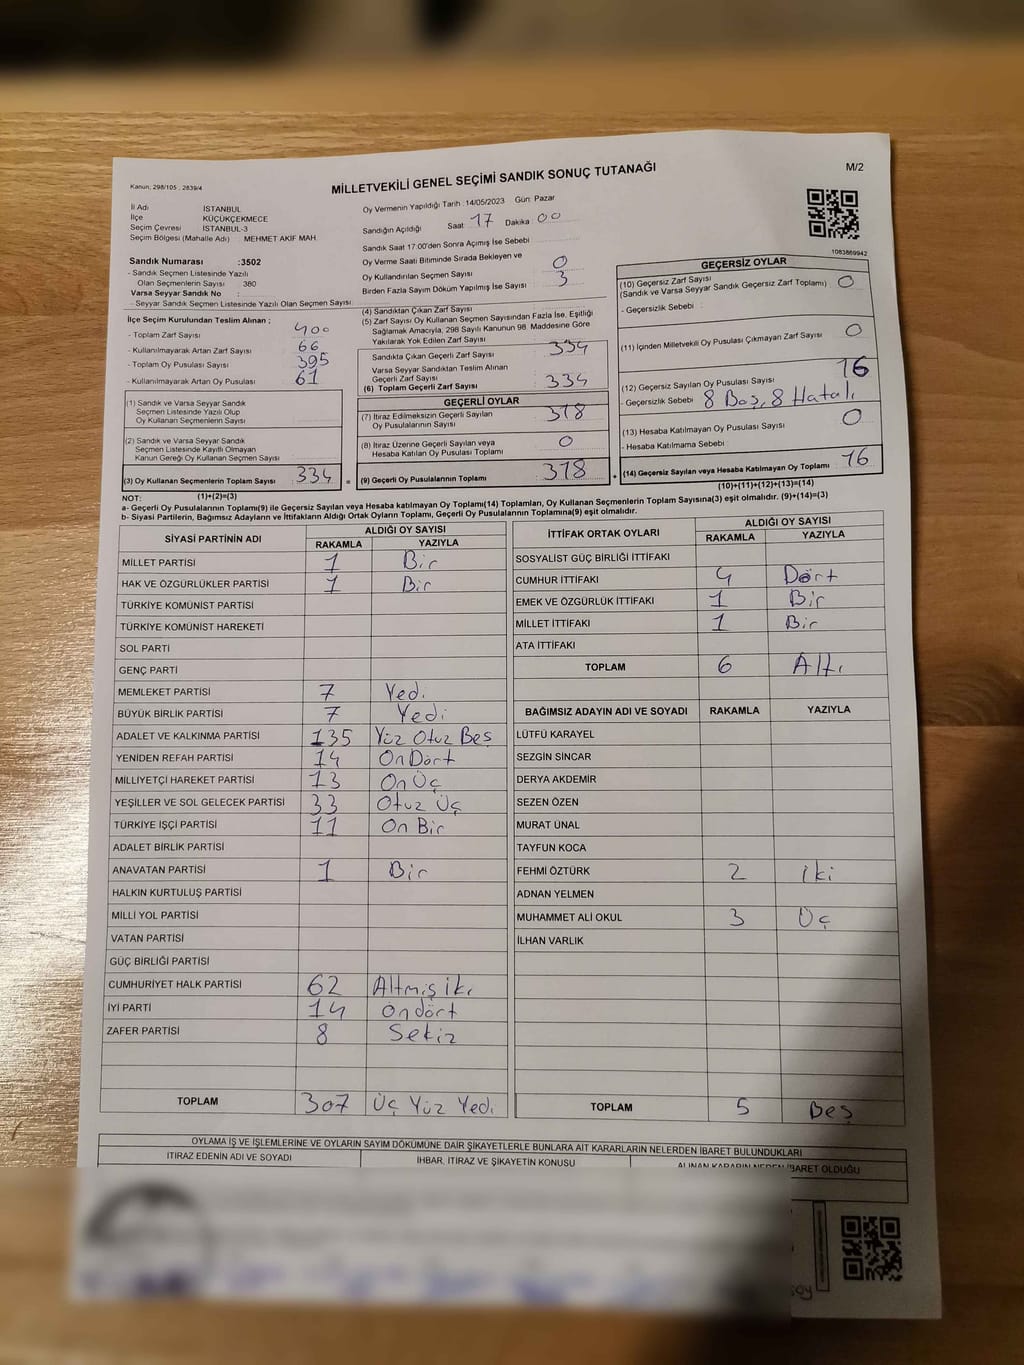 Kanun; 298/105 , 2839/4
MİLLETVEKİLİ GENEL SEÇİMİ SANDIK SONUÇ TUTANAĞI
M/2
İl Adı İSTANBUL
İlçe KÜÇÜKÇEKMECE
Seçim Çevresi İSTANBUL-3
Seçim Bölgesi (Mahalle Adı) MEHMET AKİF MAH.
Sandık Numarası :3502
- Sandık Seçmen Listesinde Yazılı
Olan Seçmenlerin Sayısı : 380
Varsa Seyyar Sandık No :
- Seyyar Sandık Seçmen Listesinde Yazılı Olan Seçmen Sayısı
Oy Vermenin Yapıldığı Tarih :14/05/2023 Gün: Pazar
Sandığın Açıldığı Saat 17 Dakika 00
Sandık Saat 17:00'den Sonra Açımış İse Sebebi
Oy Verme Saati Bitiminde Sırada Bekleyen ve
Oy Kullandırılan Seçmen Sayısı 0
Birden Fazla Sayım Döküm Yapılmış İse Sayısı 3
1083869942
İlçe Seçim Kurulundan Teslim Alınan ;
- Toplam Zarf Sayısı 400
- Kullanılmayarak Artan Zarf Sayısı 66
- Toplam Oy Pusulası Sayısı 395
- Kullanılmayarak Artan Oy Pusulası 61
(1) Sandık ve Varsa Seyyar Sandık
Seçmen Listesinde Yazılı Olup
Oy Kullanan Seçmenlerin Sayısı
(2) Sandık ve Varsa Seyyar Sandık
Seçmen Listesinde Kayıtlı Olmayan
Kanun Gereği Oy Kullanan Seçmen Sayısı
(3) Oy Kullanan Seçmenlerin Toplam Sayısı 334 =
(1)+(2)=(3)
(4) Sandıktan Çıkan Zarf Sayısı
(5) Zarf Sayısı Oy Kullanan Seçmen Sayısından Fazla İse, Eşitliği
Sağlamak Amacıyla, 298 Sayılı Kanunun 98. Maddesine Göre
Yakılarak Yok Edilen Zarf Sayısı
Sandıkta Çıkan Geçerli Zarf Sayısı 334
Varsa Seyyar Sandıktan Teslim Alınan
Geçerli Zarf Sayısı
(6) Toplam Geçerli Zarf Sayısı 334
GEÇERLİ OYLAR
(7) İtiraz Edilmeksizin Geçerli Sayılan
Oy Pusulalarının Sayısı 318
(8) İtiraz Üzerine Geçerli Sayılan veya
Hesaba Katılan Oy Pusulası Toplamı 0
(9) Geçerli Oy Pusulalarının Toplamı 318 +
GEÇERSİZ OYLAR
(10) Geçersiz Zarf Sayısı
(Sandık ve Varsa Seyyar Sandık Geçersiz Zarf Toplamı) 0
- Geçersizlik Sebebi :
(11) İçinden Milletvekili Oy Pusulası Çıkmayan Zarf Sayısı 0
(12) Geçersiz Sayılan Oy Pusulası Sayısı 16
- Geçersizlik Sebebi 8 Boş, 8 Hatalı
(13) Hesaba Katılmayan Oy Pusulası Sayısı 0
- Hesaba Katılmama Sebebi
(14) Geçersiz Sayılan veya Hesaba Katılmayan Oy Toplamı 16
(10)+(11)+(12)+(13)=(14)
NOT:
a- Geçerli Oy Pusulalarının Toplamı(9) ile Geçersiz Sayılan veya Hesaba katılmayan Oy Toplamı(14) Toplamları, Oy Kullanan Seçmenlerin Toplam Sayısına(3) eşit olmalıdır. (9)+(14)=(3)
b- Siyasi Partilerin, Bağımsız Adayların ve İttifakların Aldığı Ortak Oyların Toplamı, Geçerli Oy Pusulalarının Toplamına(9) eşit olmalıdır.
SİYASİ PARTİNİN ADI ALDIĞI OY SAYISI
RAKAMLA YAZIYLA
MİLLET PARTİSİ 1 Bir
HAK VE ÖZGÜRLÜKLER PARTİSİ 1 Bir
TÜRKİYE KOMÜNİST PARTİSİ
TÜRKİYE KOMÜNİST HAREKETİ
SOL PARTİ
GENÇ PARTİ
MEMLEKET PARTİSİ 7 Yedi
BÜYÜK BİRLİK PARTİSİ 7 Yedi
ADALET VE KALKINMA PARTİSİ 135 Yüz Otuz Beş
YENİDEN REFAH PARTİSİ 14 On Dört
MİLLİYETÇİ HAREKET PARTİSİ 13 On Üç
YEŞİLLER VE SOL GELECEK PARTİSİ 33 Otuz Üç
TÜRKİYE İŞÇİ PARTİSİ 11 On Bir
ADALET BİRLİK PARTİSİ
ANAVATAN PARTİSİ 1 Bir
HALKIN KURTULUŞ PARTİSİ
MİLLİ YOL PARTİSİ
VATAN PARTİSİ
GÜÇ BİRLİĞİ PARTİSİ
CUMHURİYET HALK PARTİSİ 62 Altmış iki
İYİ PARTİ 14 Ondört
ZAFER PARTİSİ 8 Sekiz
TOPLAM 307 Üç Yüz Yedi
İTTİFAK ORTAK OYLARI ALDIĞI OY SAYISI
RAKAMLA YAZIYLA
SOSYALİST GÜÇ BİRLİĞİ İTTİFAKI
CUMHUR İTTİFAKI 4 Dört
EMEK VE ÖZGÜRLÜK İTTİFAKI 1 Bir
MİLLET İTTİFAKI 1 Bir
ATA İTTİFAKI
TOPLAM 6 Altı
BAĞIMSIZ ADAYIN ADI VE SOYADI RAKAMLA YAZIYLA
LÜTFÜ KARAYEL
SEZGİN SİNCAR
DERYA AKDEMİR
SEZEN ÖZEN
MURAT ÜNAL
TAYFUN KOCA
FEHMİ ÖZTÜRK 2 iki
ADNAN YELMEN
MUHAMMET ALİ OKUL 3 Üç
İLHAN VARLIK
TOPLAM 5 Beş
OYLAMA İŞ VE İŞLEMLERİNE VE OYLARIN SAYIM DÖKÜMÜNE DAİR ŞİKAYETLERLE BUNLARA AİT KARARLARIN NELERDEN İBARET BULUNDUKLARI
İTİRAZ EDENİN ADI VE SOYADI İHBAR, İTİRAZ VE ŞİKAYETİN KONUSU ALINAN KARARIN NEDEN İBARET OLDUĞU